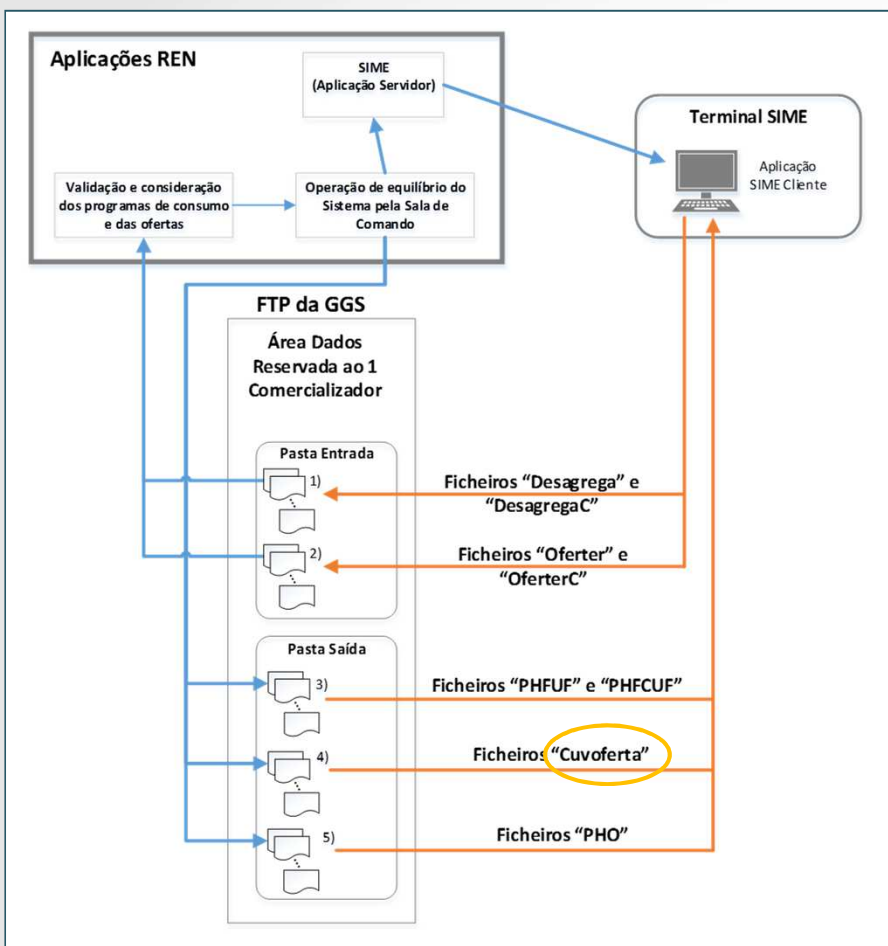 Aplicações REN
SIME
(Aplicação Servidor)
Validação e consideração
dos programas de consumo
e das ofertas
Operação de equilíbrio do
Sistema pela Sala de
Comando
Terminal SIME
Aplicação
SIME Cliente
FTP da GGS
Área Dados
Reservada ao 1
Comercializador
Pasta Entrada
1)
Ficheiros “Desagrega” e
“DesagregaC”
2)
Ficheiros “Oferter” e
“OferterC”
Pasta Saída
3)
Ficheiros “PHFUF” e “PHFCUF”
4)
Ficheiros “Cuvoferta”
5)
Ficheiros “PHO”